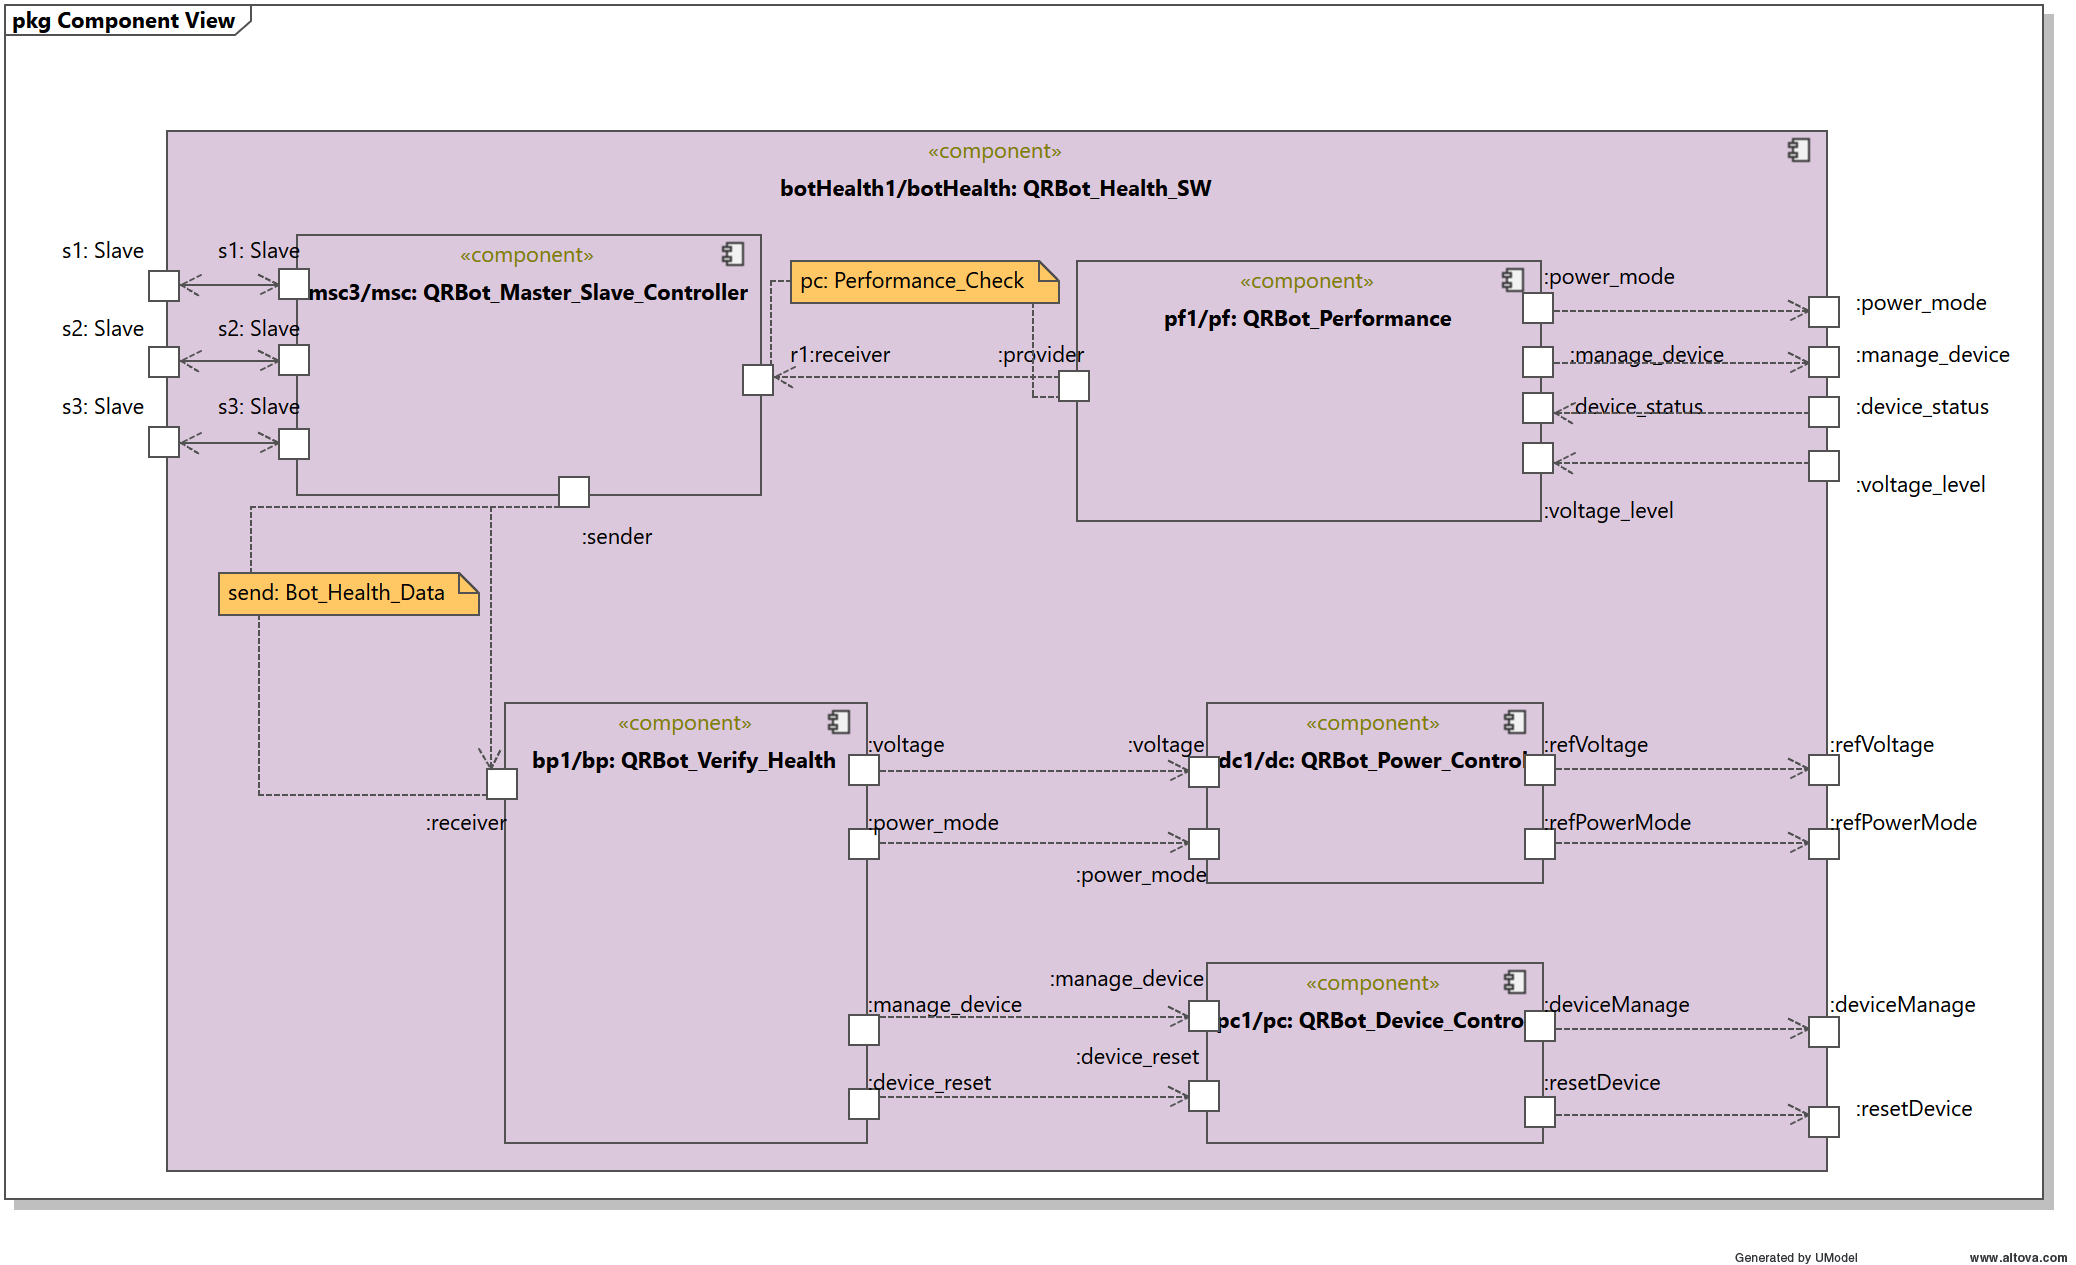 pkg Component View
«component»
botHealth1/botHealth: QRBot_Health_SW
s1: Slave
s1: Slave
s2: Slave
s2: Slave
s3: Slave
s3: Slave
«component»
msc3/msc: QRBot_Master_Slave_Controller
pc: Performance_Check
r1:receiver
:provider
«component»
pf1/pf: QRBot_Performance
:power_mode
:power_mode
:manage_device
:manage_device
:device_status
:device_status
:voltage_level
:voltage_level
:sender
send: Bot_Health_Data
:receiver
«component»
bp1/bp: QRBot_Verify_Health
:voltage
:voltage
:power_mode
:power_mode
«component»
dc1/dc: QRBot_Power_Control
:refVoltage
:refVoltage
:refPowerMode
:refPowerMode
:manage_device
:manage_device
:device_reset
:device_reset
«component»
pc1/pc: QRBot_Device_Contro
:deviceManage
:deviceManage
:resetDevice
:resetDevice
Generated by UModel
www.altova.com